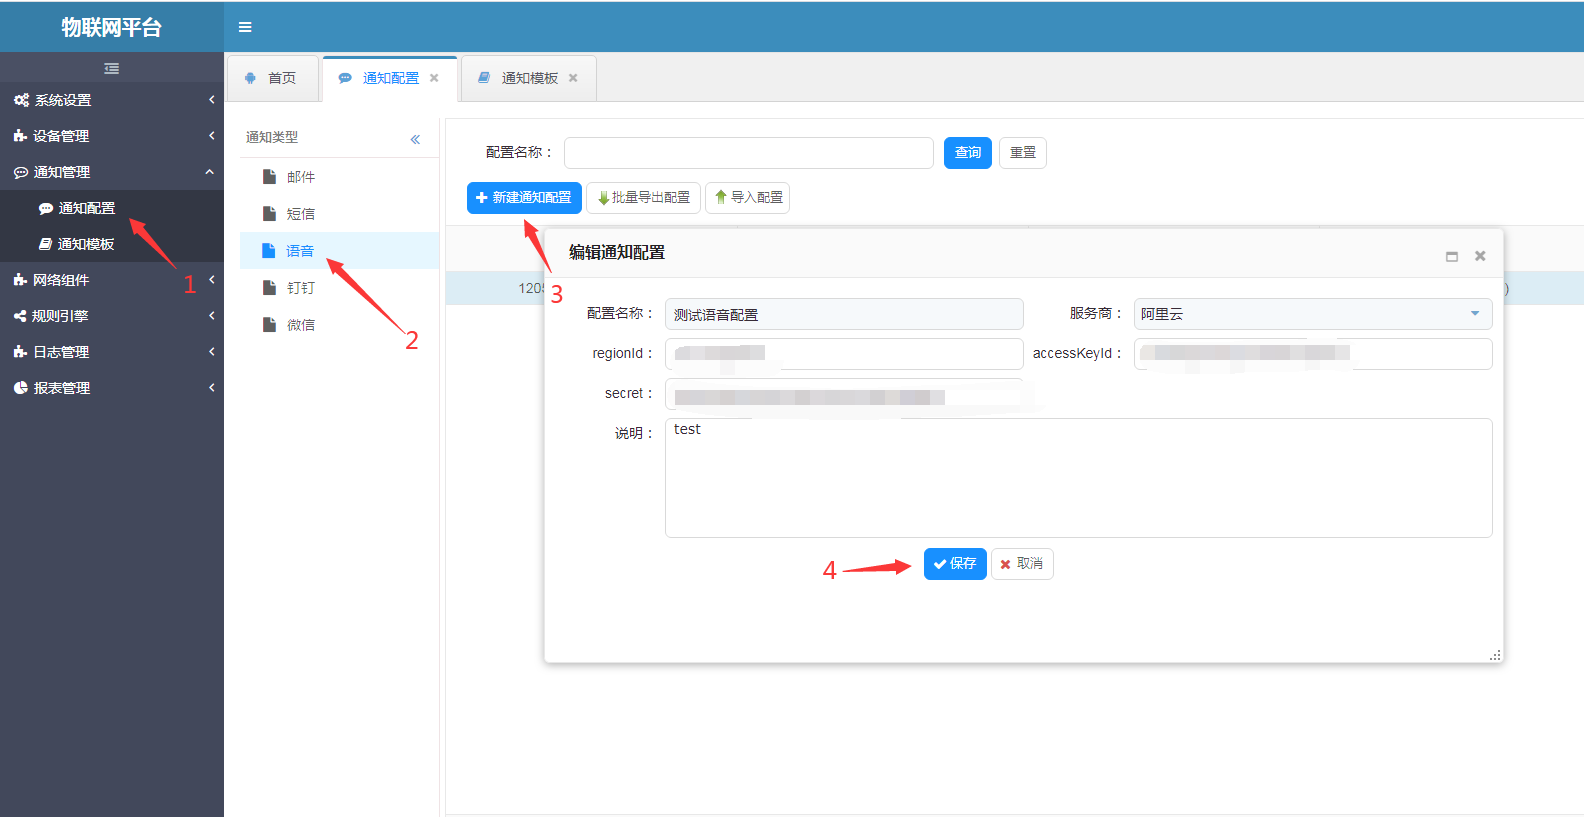 物联网平台
首页
通知配置
通知模板
系统设置
设备管理
通知管理
通知配置
通知模板
网络组件
规则引擎
日志管理
报表管理
1
通知类型
邮件
短信
语音
钉钉
微信
2
配置名称：
查询
重置
新建通知配置
批量导出配置
导入配置
3
1205
)
编辑通知配置
配置名称：
测试语音配置
服务商：
阿里云
regionId：
accessKeyId：
secret：
说明：
test
4
保存
取消